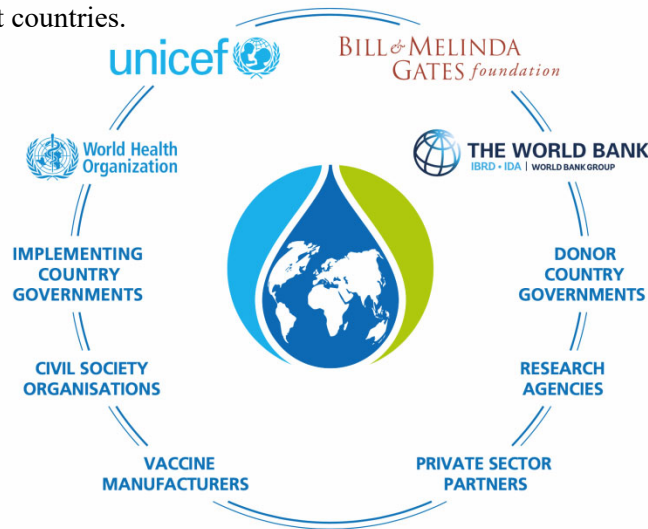 t countries.
unicef
BILL & MELINDA
GATES foundation
World Health
Organization
THE WORLD BANK
IBRD • IDA | WORLD BANK GROUP
IMPLEMENTING
COUNTRY
GOVERNMENTS
DONOR
COUNTRY
GOVERNMENTS
CIVIL SOCIETY
ORGANISATIONS
RESEARCH
AGENCIES
VACCINE
MANUFACTURERS
PRIVATE SECTOR
PARTNERS